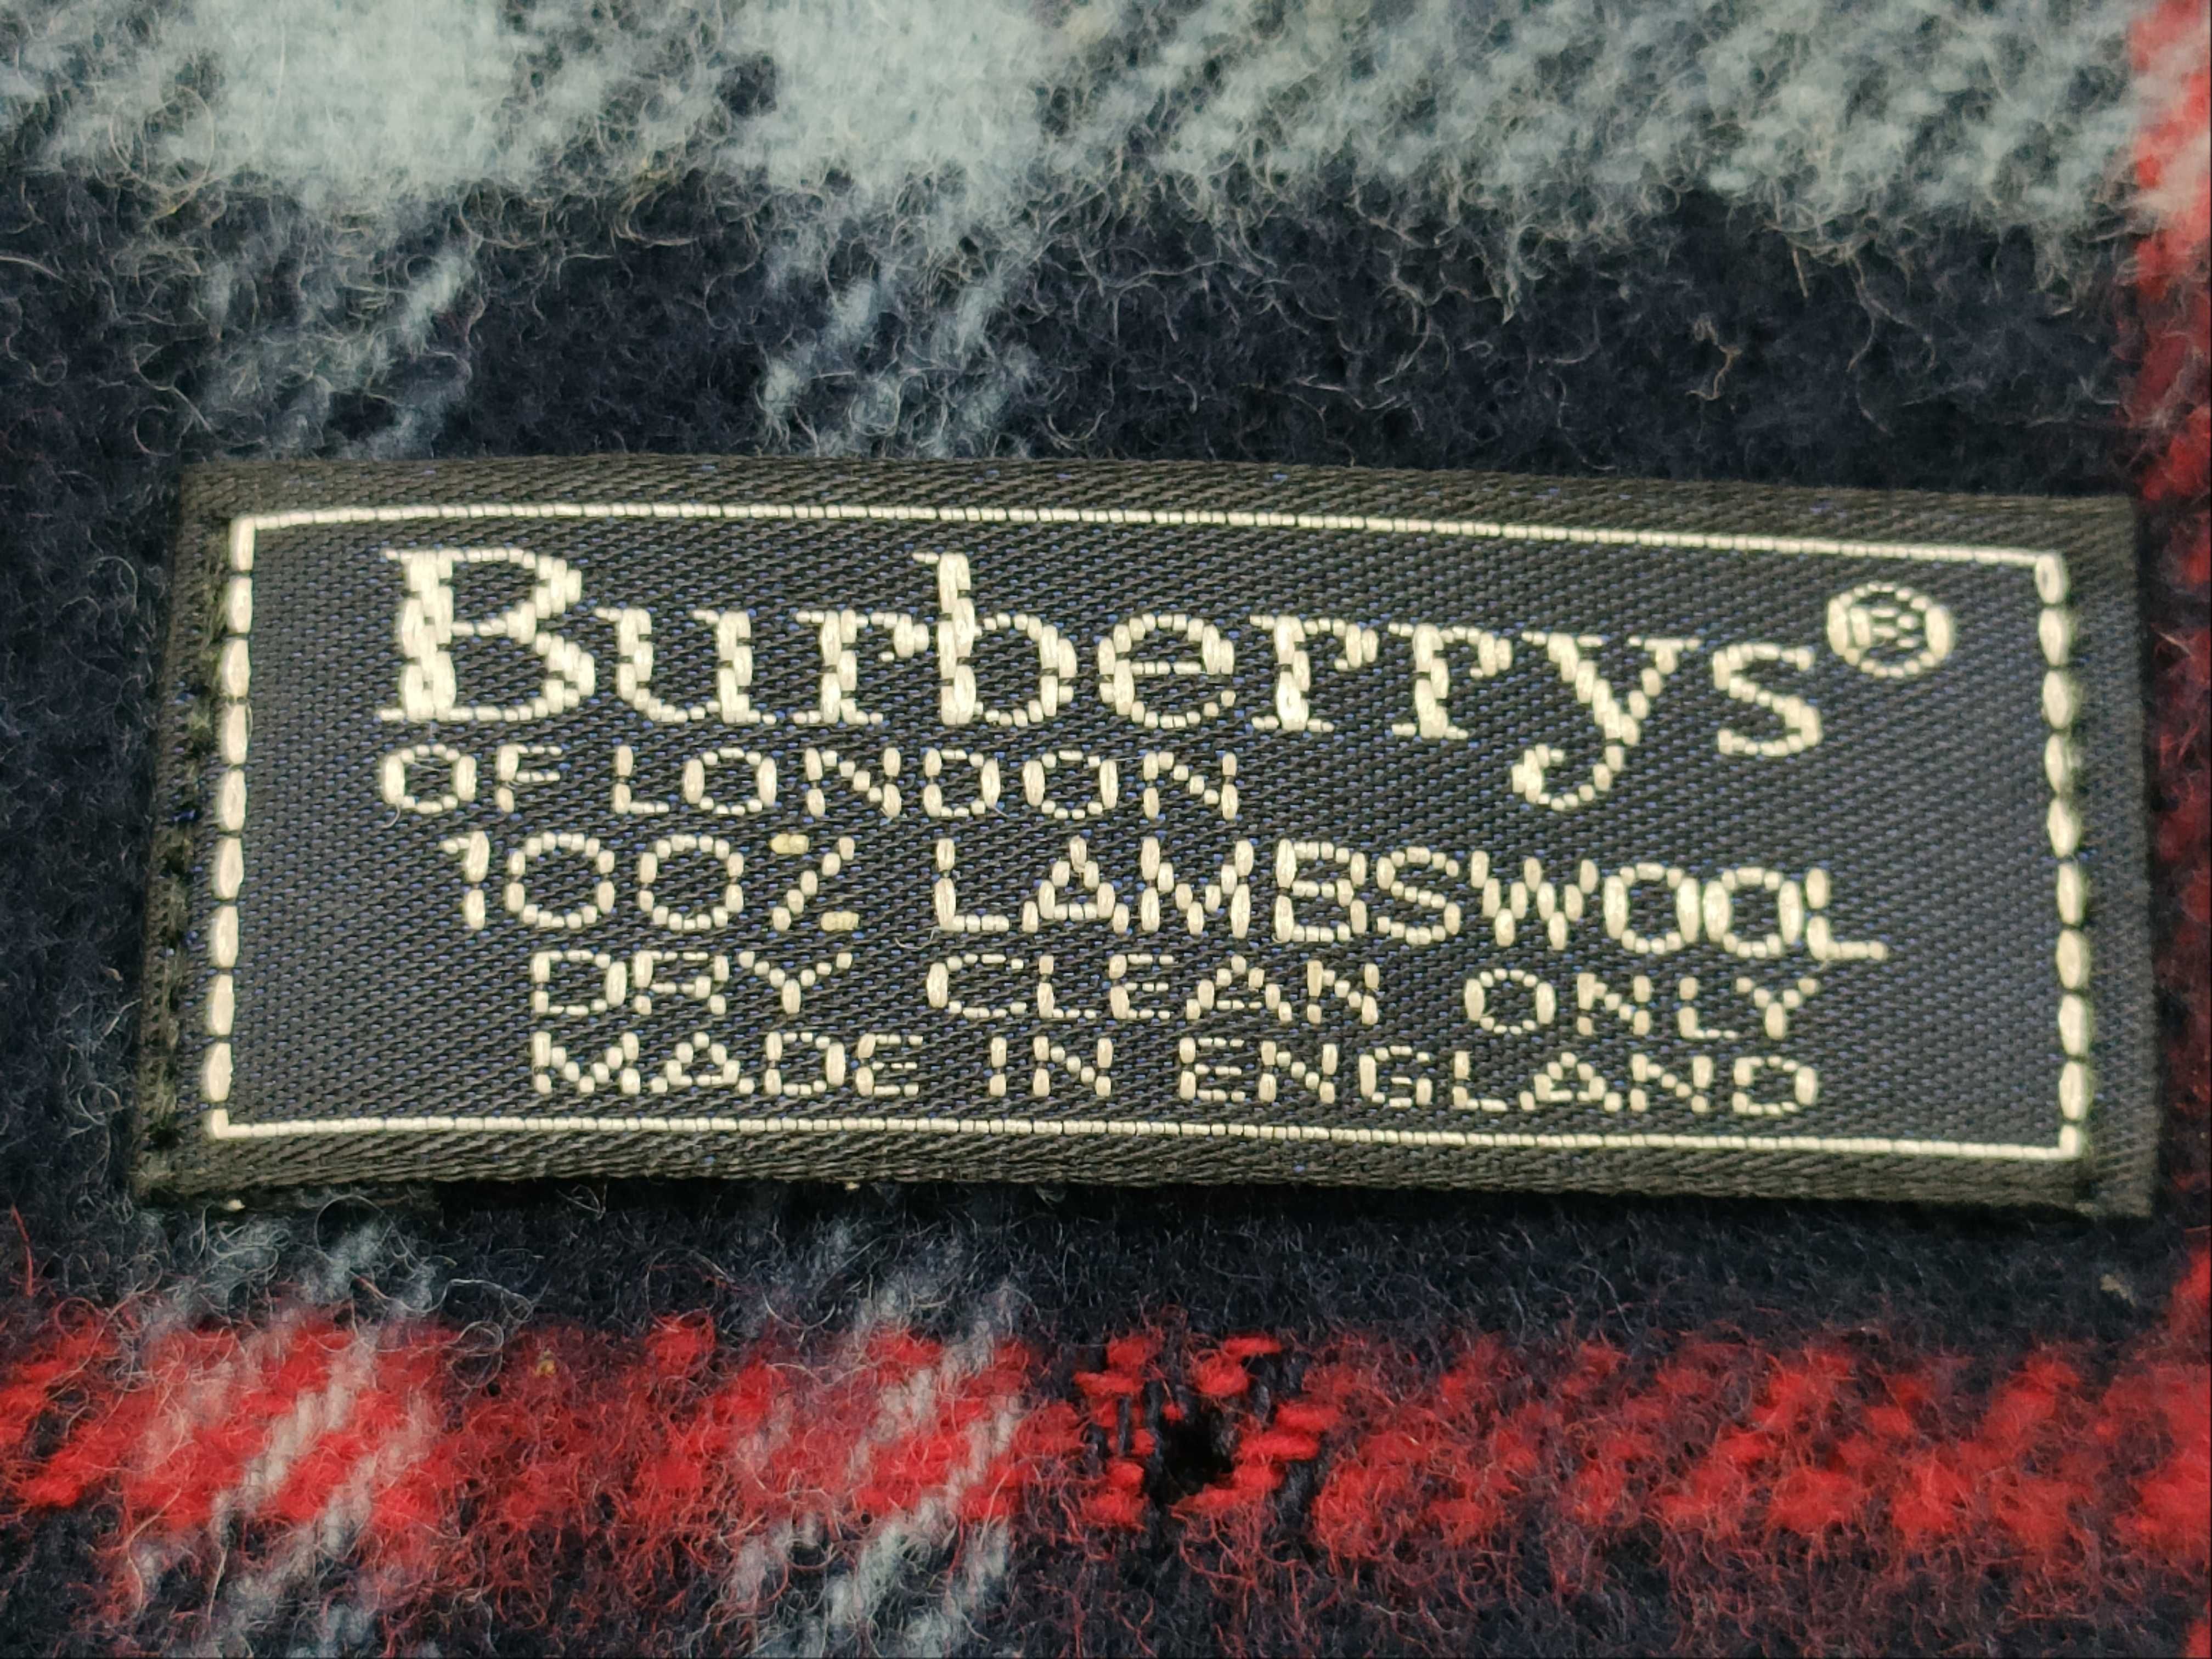 Burberrys®
OF LONDON
100% LAMBSWOOL
DRY CLEAN ONLY
MADE IN ENGLAND